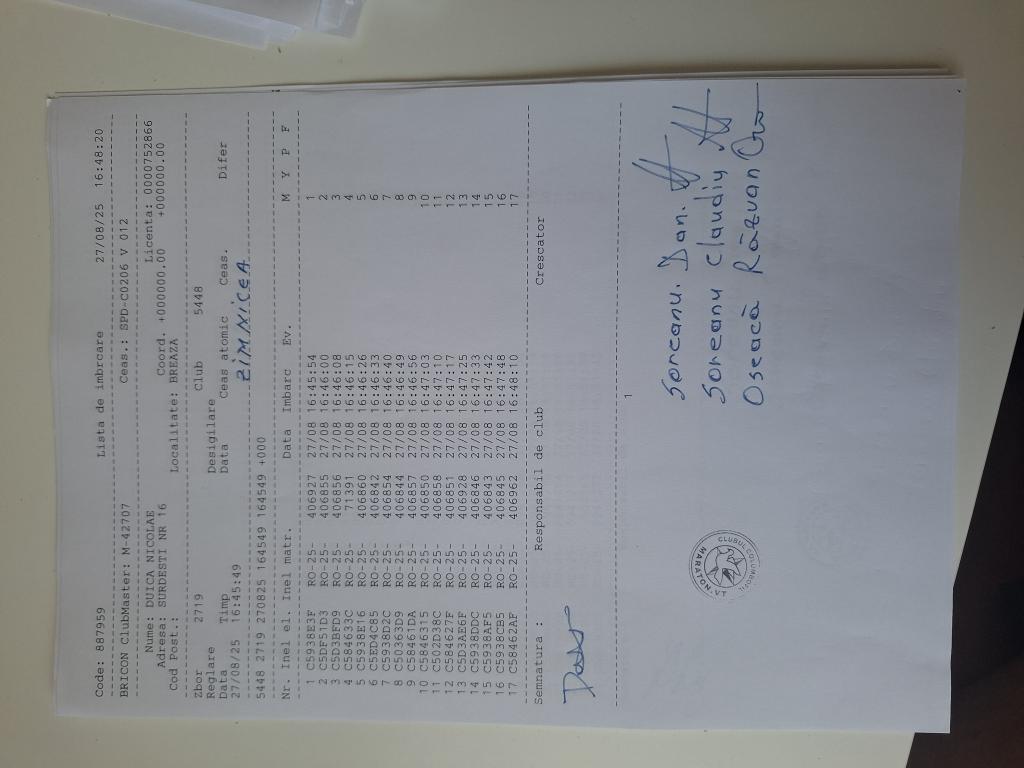 Code: 887959 Lista de imbrcare 27/08/25 16:48:20
BRICON ClubMaster: M-42707 Ceas.: SPD-C0206 V 012
Nume: DUICA NICOLAE Licenta: 0000752866
Adresa: SURDESTI NR 16 Coord. +000000.00 +000000.00
Cod Post.: Localitate: BREAZA
Zbor 2719 Club 5448
Reglare Desigilare
Data Timp Data Ceas atomic Ceas. Difer
27/08/25 16:45:49 ZIMNICEA
5448 2719 270825 164549 164549 +000
Nr. Inel el. Inel matr. Data Imbarc Ev. M Y P F
1 C5938E3F RO-25- 406927 27/08 16:45:54 1
2 C5DF51D3 RO-25- 406855 27/08 16:46:00 2
3 C5D3BFD9 RO-25- 406856 27/08 16:46:08 3
4 C584633C RO-25- 71391 27/08 16:46:15 4
5 C5938E16 RO-25- 406860 27/08 16:46:26 5
6 C5ED4C85 RO-25- 406842 27/08 16:46:33 6
7 C5938D2C RO-25- 406854 27/08 16:46:40 7
8 C50363D9 RO-25- 406844 27/08 16:46:49 8
9 C58461DA RO-25- 406857 27/08 16:46:56 9
10 C5846315 RO-25- 406850 27/08 16:47:03 10
11 C502D38C RO-25- 406858 27/08 16:47:10 11
12 C584627F RO-25- 406851 27/08 16:47:17 12
13 C5D3AE6F RO-25- 406928 27/08 16:47:25 13
14 C5938DDC RO-25- 406846 27/08 16:47:33 14
15 C5938AF5 RO-25- 406843 27/08 16:47:42 15
16 C5938CB5 RO-25- 406845 27/08 16:47:48 16
17 C58462AF RO-25- 406962 27/08 16:48:10 17
Semnatura : Responsabil de club Crescator
1
Soreanu. Dan.
Soreanu Claudiu
Oseacă Răzvan
CLUBUL COLUMBOFIL
MARATON.VT